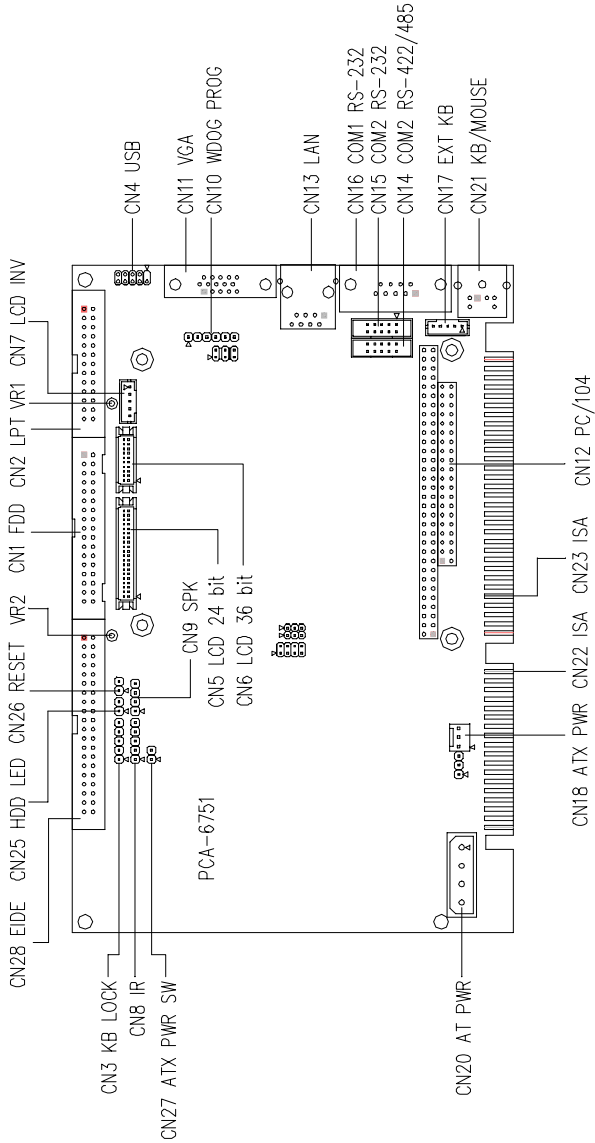 CN28 EIDE
CN25 HDD LED
CN26 RESET
VR2
CN1 FDD
CN2 LPT
VR1
CN7 LCD INV
CN4 USB
CN11 VGA
CN10 WDOG PROG
CN13 LAN
CN16 COM1 RS-232
CN15 COM2 RS-232
CN14 COM2 RS-422/485
CN17 EXT KB
CN21 KB/MOUSE
CN9 SPK
CN5 LCD 24 bit
CN6 LCD 36 bit
PCA-6751
CN3 KB LOCK
CN8 IR
CN27 ATX PWR SW
CN20 AT PWR
CN18 ATX PWR
CN22 ISA
CN23 ISA
CN12 PC/104